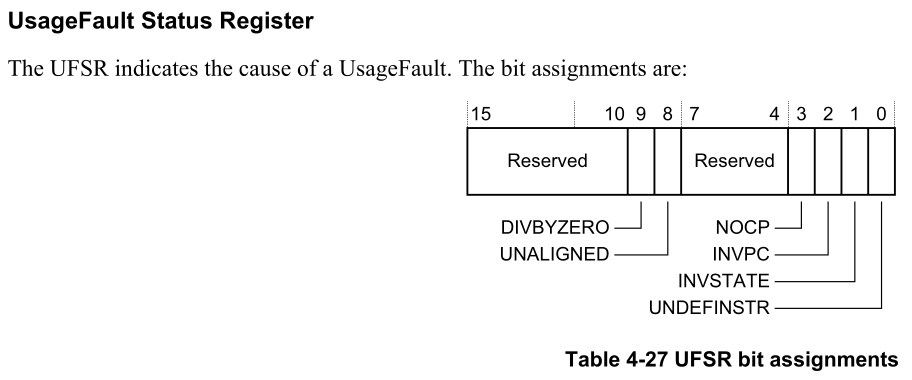 UsageFault Status Register
The UFSR indicates the cause of a UsageFault. The bit assignments are:
15 10 9 8 7 4 3 2 1 0
Reserved Reserved
DIVBYZERO NOCP
UNALIGNED INVPC
INVSTATE
UNDEFINSTR
Table 4-27 UFSR bit assignments